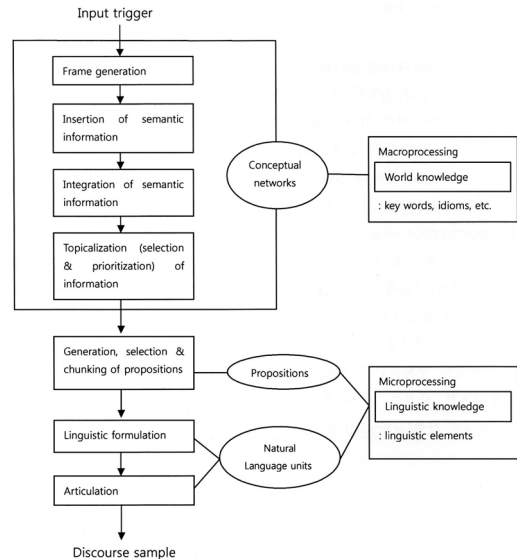 Input trigger
Frame generation
Insertion of semantic
information
Integration of semantic
information
Topicalization (selection
& prioritization) of
information
Conceptual
networks
Macroprocessing
World knowledge
: key words, idioms, etc.
Generation, selection &
chunking of propositions
Propositions
Microprocessing
Linguistic knowledge
: linguistic elements
Linguistic formulation
Natural
Language units
Articulation
Discourse sample